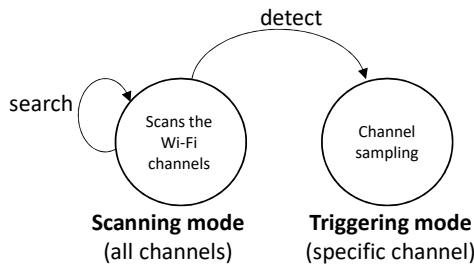 detect
search
Scans the
Wi-Fi
channels
Channel
sampling
Scanning mode
(all channels)
Triggering mode
(specific channel)